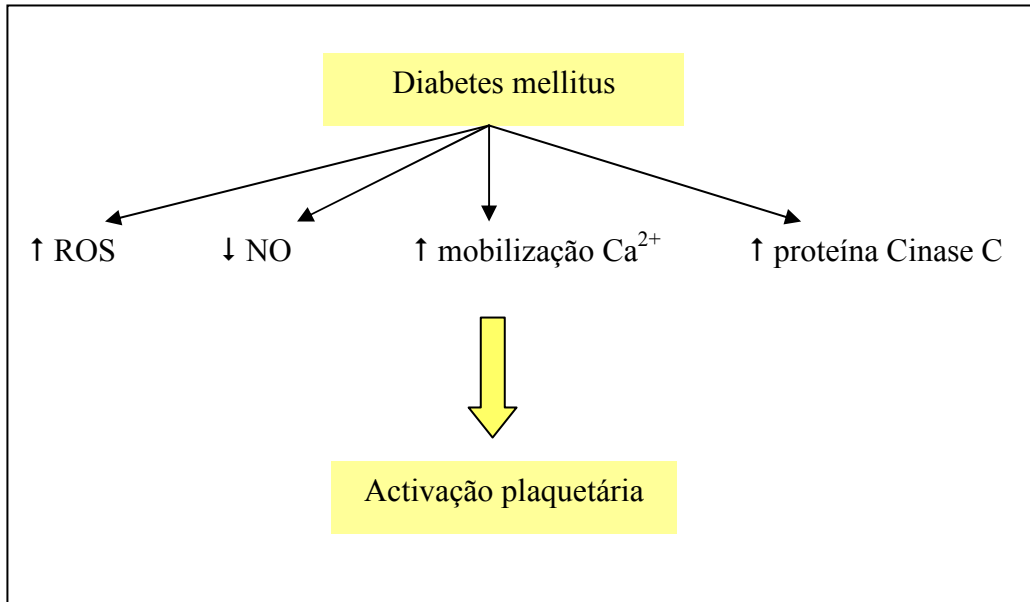 Diabetes mellitus
↑ ROS ↓ NO ↑ mobilização Ca²⁺ ↑ proteína Cinase C
Activação plaquetária